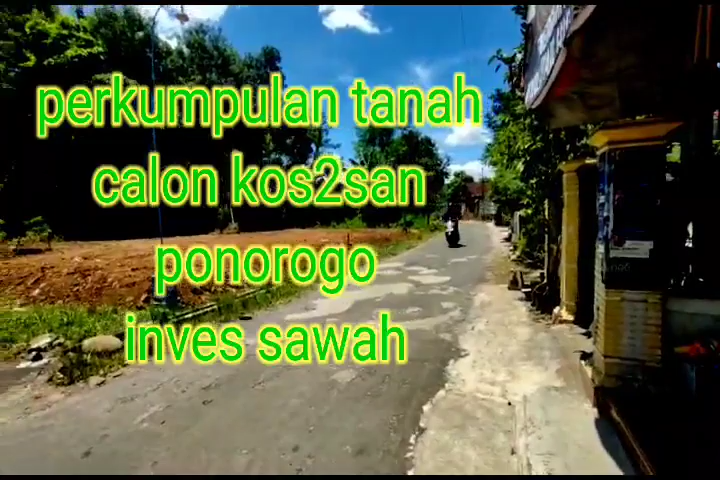 perkumpulan tanah
calon kos2san
ponorogo
inves sawah